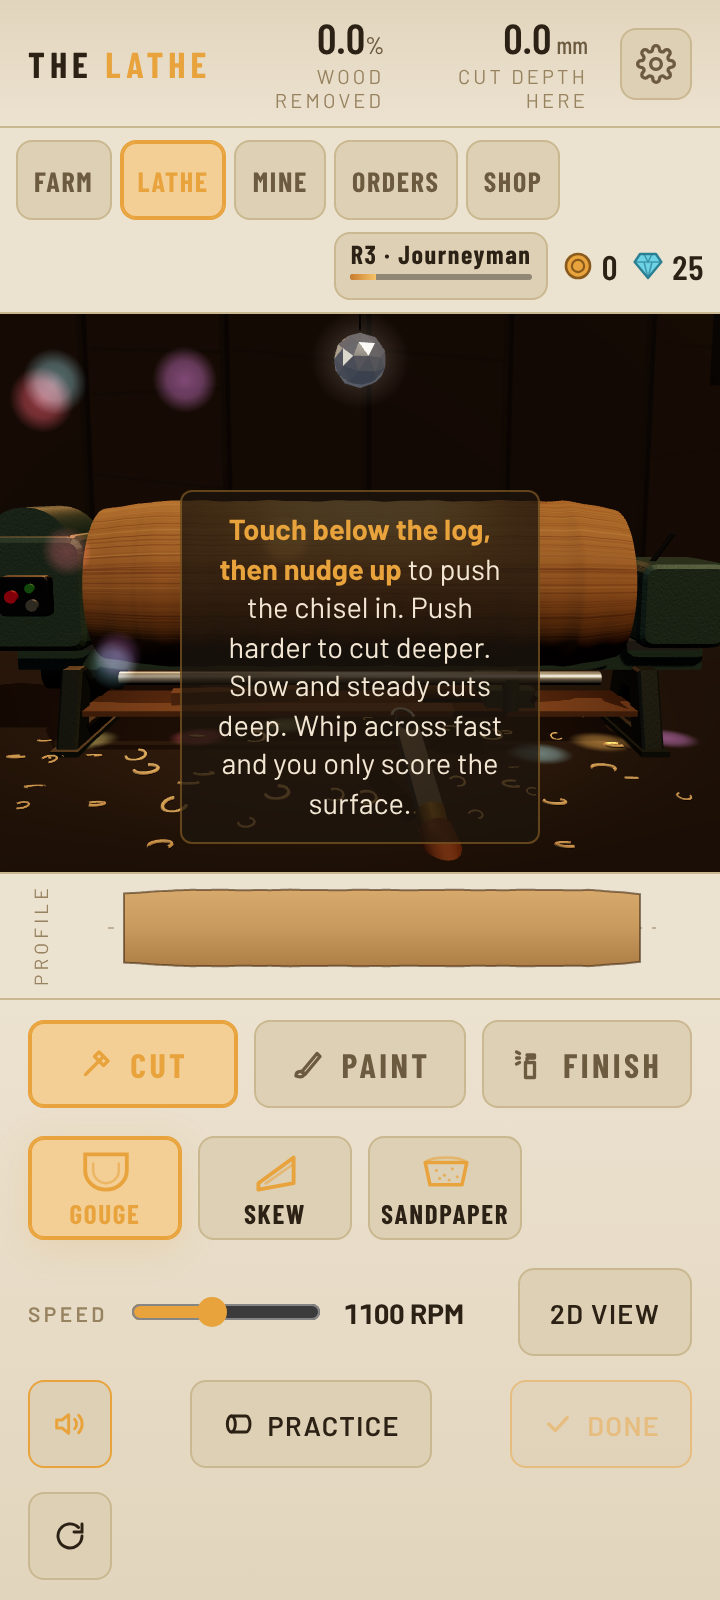 THE LATHE
0.0%
WOOD
REMOVED
0.0 mm
CUT DEPTH
HERE
FARM
LATHE
MINE
ORDERS
SHOP
R3 · Journeyman
0
25
Touch below the log,
then nudge up to push
the chisel in. Push
harder to cut deeper.
Slow and steady cuts
deep. Whip across fast
and you only score the
surface.
PROFILE
CUT
PAINT
FINISH
GOUGE
SKEW
SANDPAPER
SPEED
1100 RPM
2D VIEW
PRACTICE
DONE